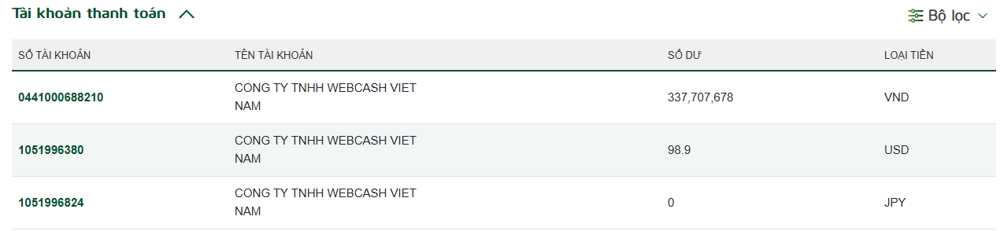 Tài khoản thanh toán
Bộ lọc
SỐ TÀI KHOẢN TÊN TÀI KHOẢN SỐ DƯ LOẠI TIỀN
0441000688210 CONG TY TNHH WEBCASH VIET NAM 337,707,678 VND
1051996380 CONG TY TNHH WEBCASH VIET NAM 98.9 USD
1051996824 CONG TY TNHH WEBCASH VIET NAM 0 JPY